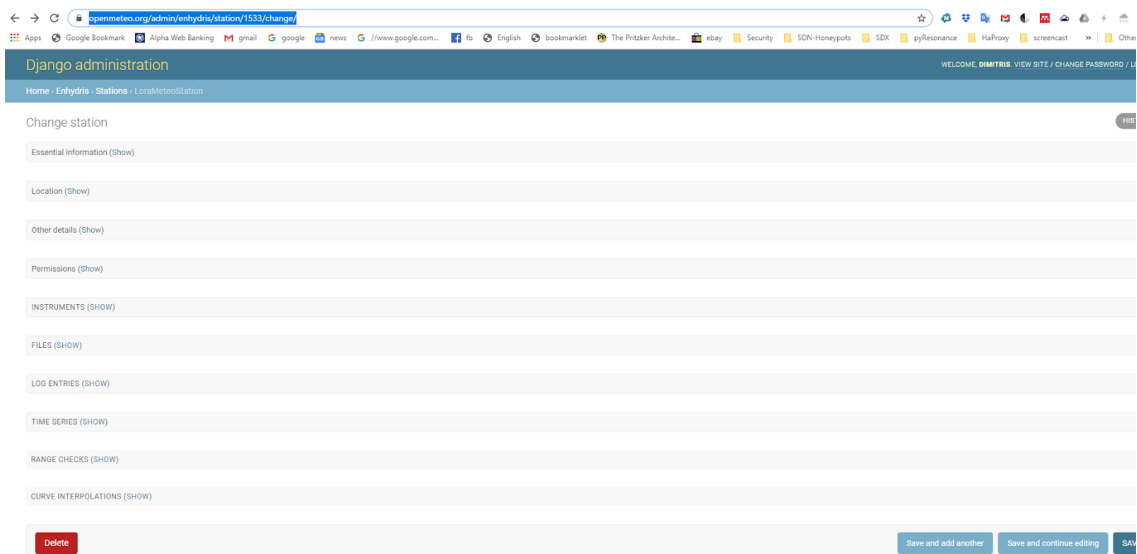 openmeteo.org/admin/enhydris/station/1533/change/
Apps Google Bookmark Alpha Web Banking gmail google news //www.google.com... fb English bookmarklet The Pritzker Archite... ebay Security SDN-Honeypots SDX pyResonance HaProxy screencast » Other
Django administration WELCOME, DIMITRIS. VIEW SITE / CHANGE PASSWORD /
Home › Enhydris › Stations › LoraMeteoStation
Change station HIST
Essential information (Show)
Location (Show)
Other details (Show)
Permissions (Show)
INSTRUMENTS (SHOW)
FILES (SHOW)
LOG ENTRIES (SHOW)
TIME SERIES (SHOW)
RANGE CHECKS (SHOW)
CURVE INTERPOLATIONS (SHOW)
Delete Save and add another Save and continue editing SAV